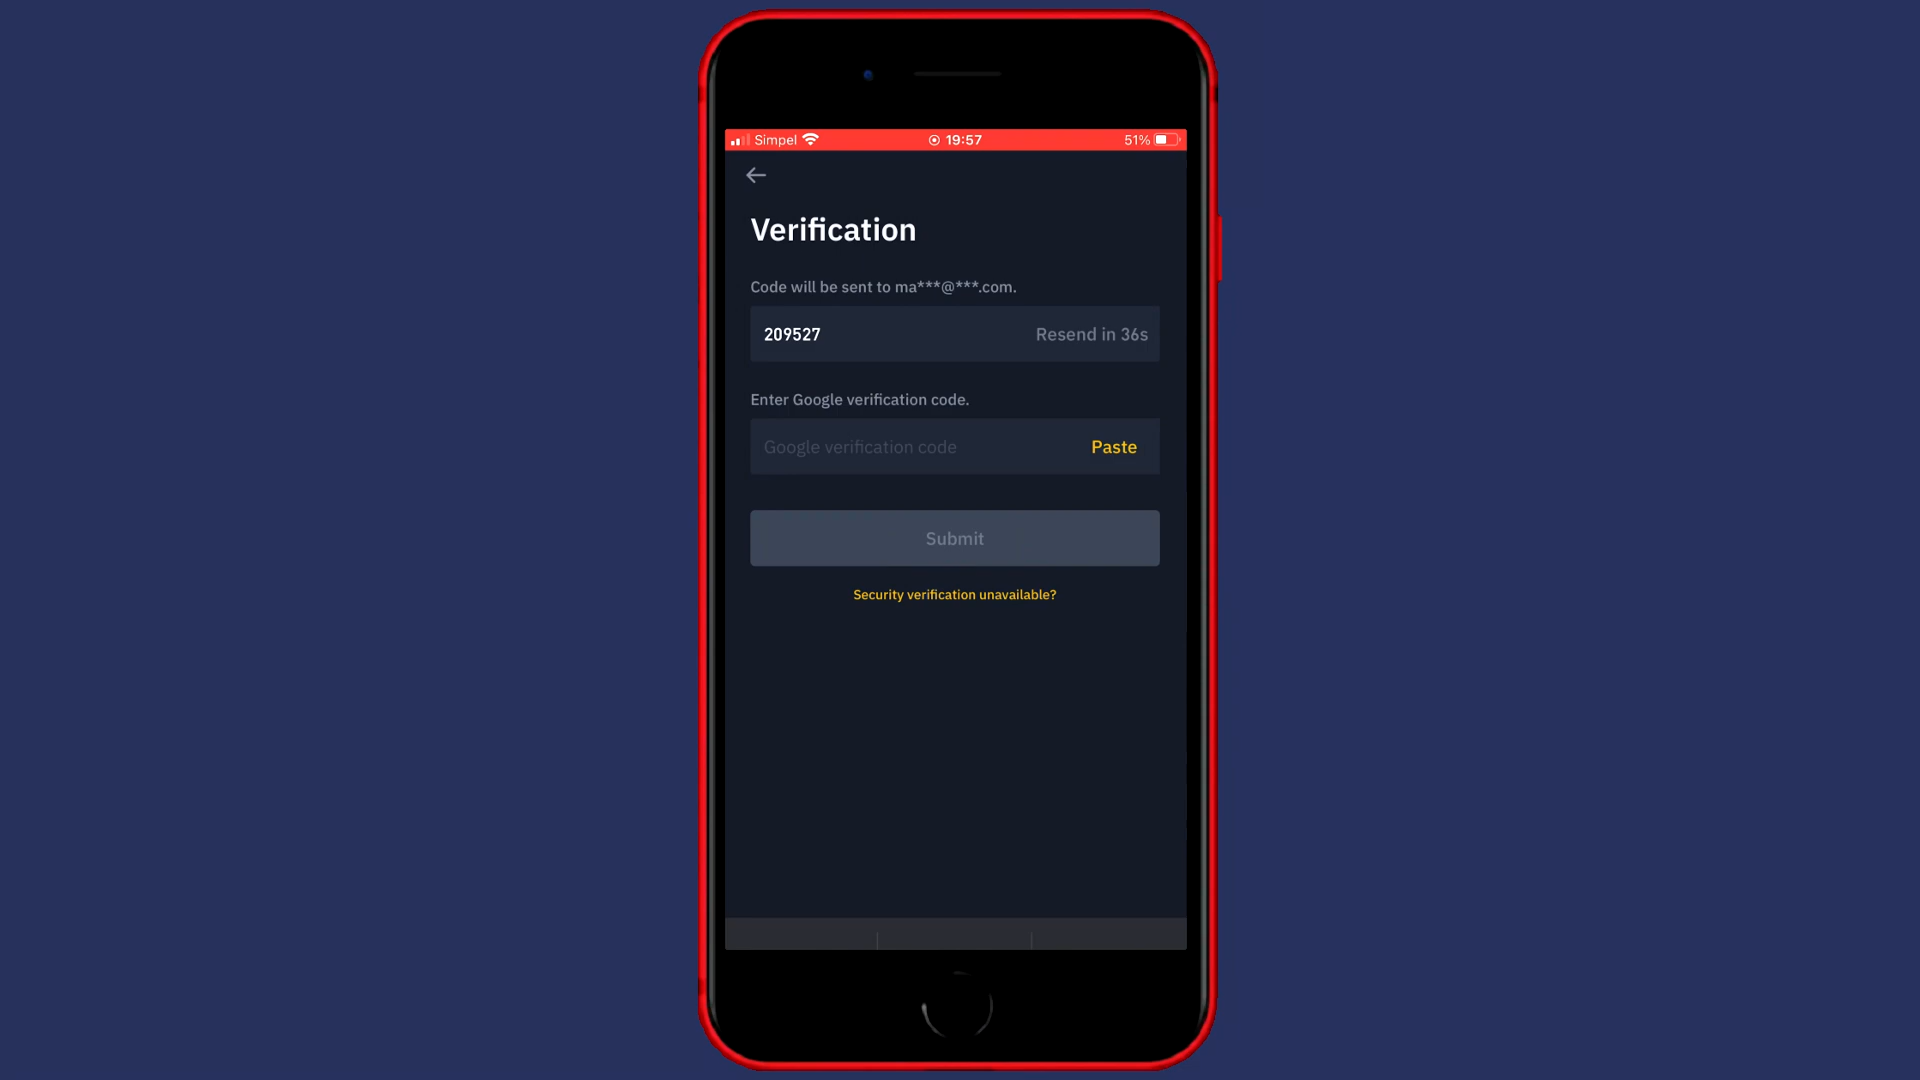 Simpel 19:57 51%
Verification
Code will be sent to ma***@***.com.
209527 Resend in 36s
Enter Google verification code.
Google verification code Paste
Submit
Security verification unavailable?